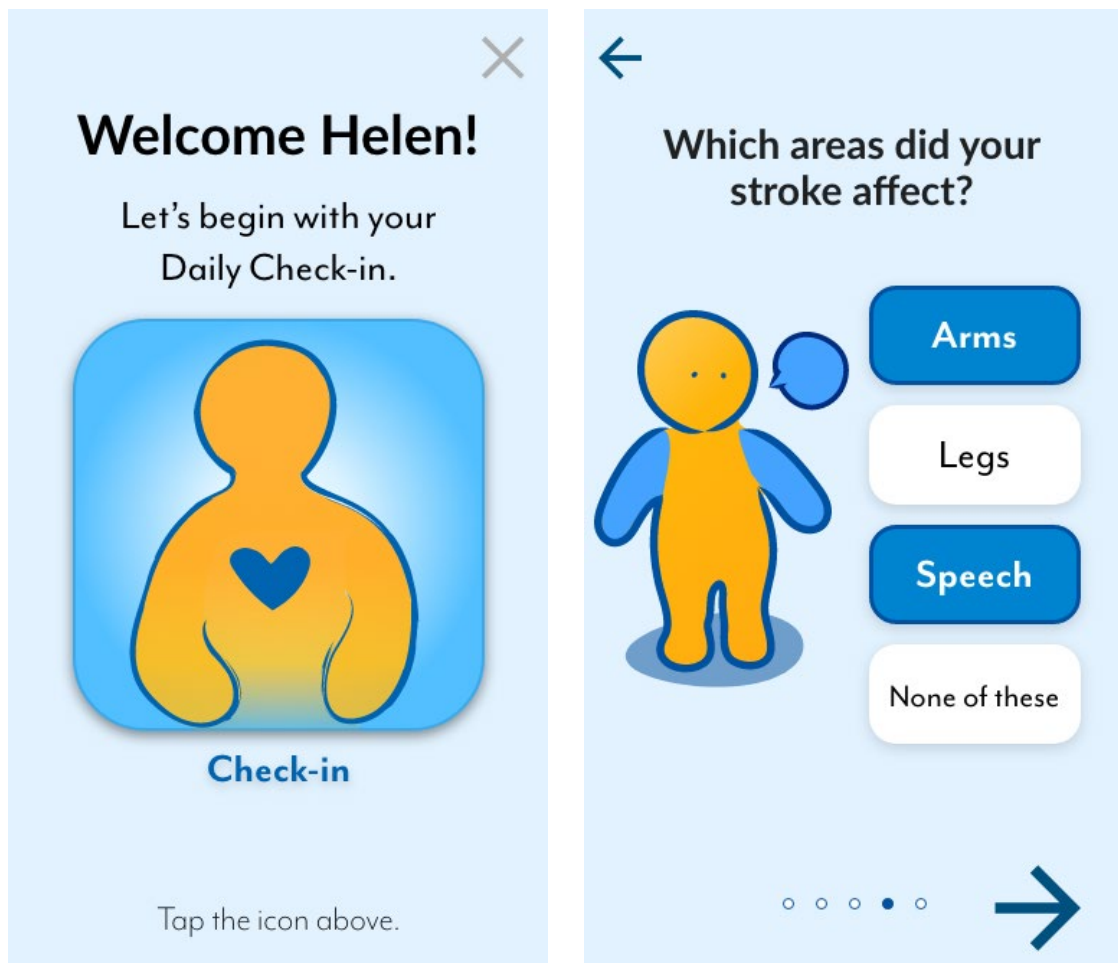 Welcome Helen!
Let's begin with your
Daily Check-in.
Check-in
Tap the icon above.
Which areas did your
stroke affect?
Arms
Legs
Speech
None of these